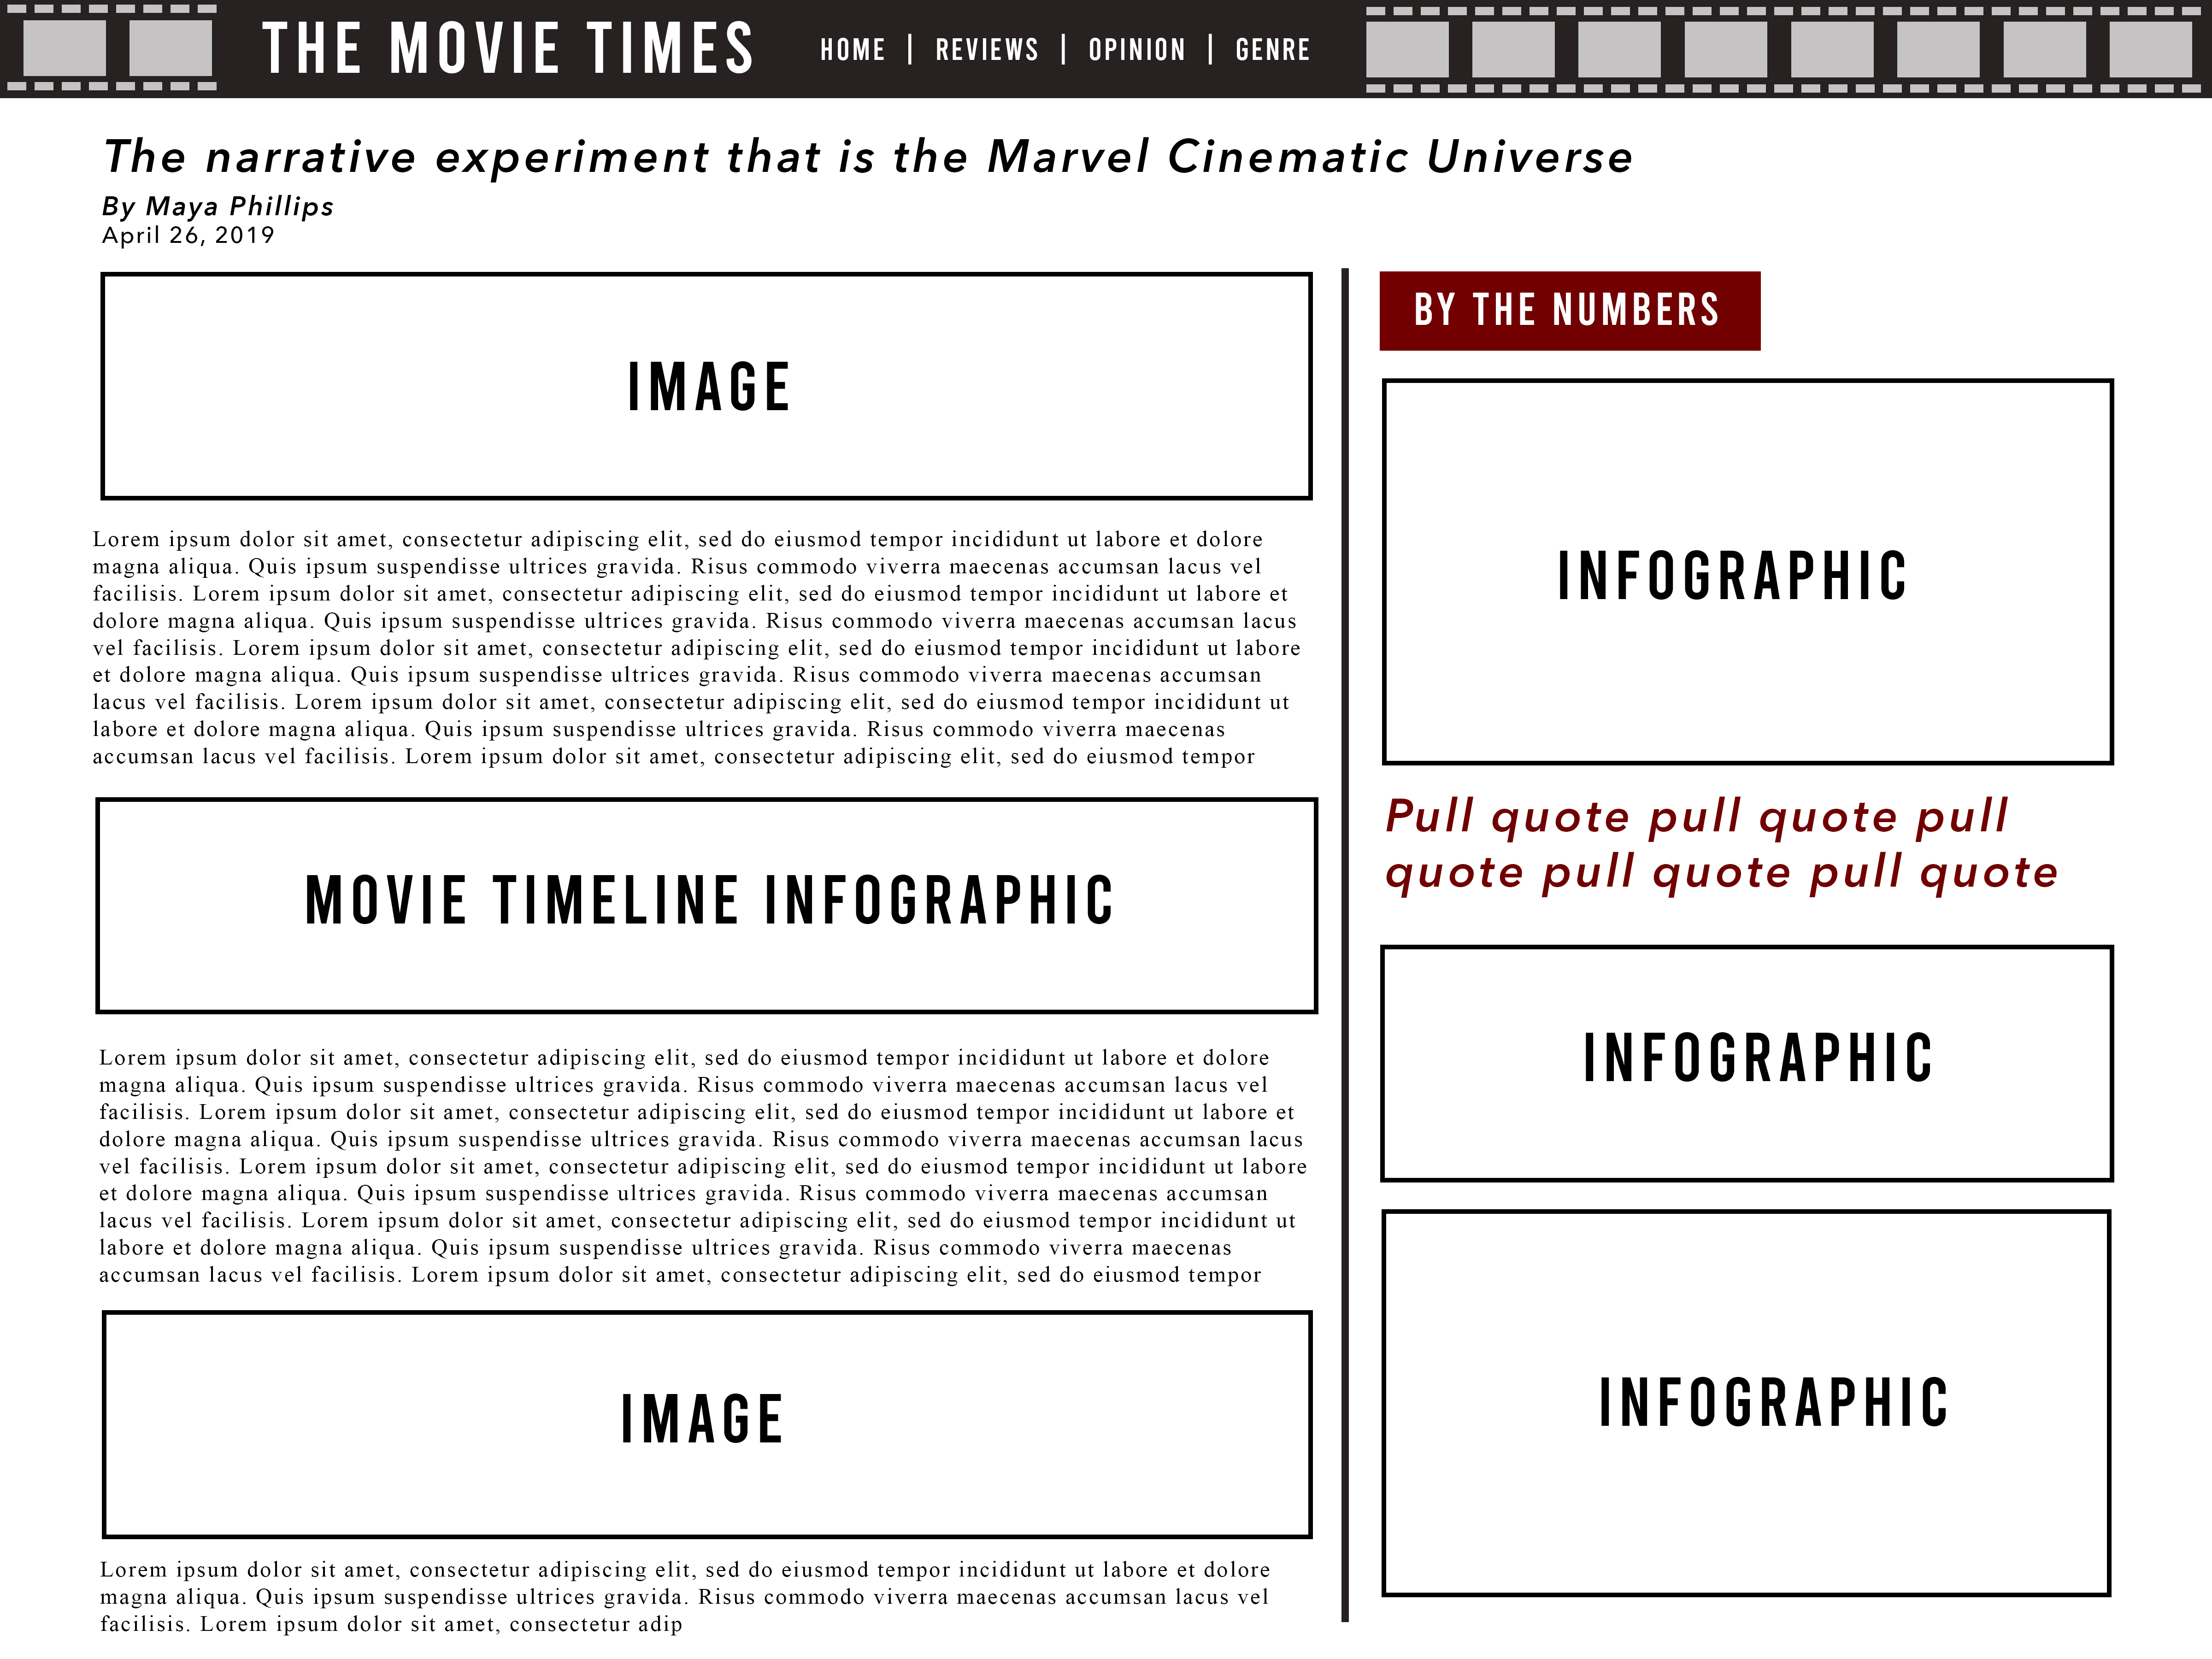 THE MOVIE TIMES
HOME | REVIEWS | OPINION | GENRE
The narrative experiment that is the Marvel Cinematic Universe
By Maya Phillips
April 26, 2019
IMAGE
Lorem ipsum dolor sit amet, consectetur adipiscing elit, sed do eiusmod tempor incididunt ut labore et dolore
magna aliqua. Quis ipsum suspendisse ultrices gravida. Risus commodo viverra maecenas accumsan lacus vel
facilisis. Lorem ipsum dolor sit amet, consectetur adipiscing elit, sed do eiusmod tempor incididunt ut labore et
dolore magna aliqua. Quis ipsum suspendisse ultrices gravida. Risus commodo viverra maecenas accumsan lacus
vel facilisis. Lorem ipsum dolor sit amet, consectetur adipiscing elit, sed do eiusmod tempor incididunt ut labore
et dolore magna aliqua. Quis ipsum suspendisse ultrices gravida. Risus commodo viverra maecenas accumsan
lacus vel facilisis. Lorem ipsum dolor sit amet, consectetur adipiscing elit, sed do eiusmod tempor incididunt ut
labore et dolore magna aliqua. Quis ipsum suspendisse ultrices gravida. Risus commodo viverra maecenas
accumsan lacus vel facilisis. Lorem ipsum dolor sit amet, consectetur adipiscing elit, sed do eiusmod tempor
MOVIE TIMELINE INFOGRAPHIC
Lorem ipsum dolor sit amet, consectetur adipiscing elit, sed do eiusmod tempor incididunt ut labore et dolore
magna aliqua. Quis ipsum suspendisse ultrices gravida. Risus commodo viverra maecenas accumsan lacus vel
facilisis. Lorem ipsum dolor sit amet, consectetur adipiscing elit, sed do eiusmod tempor incididunt ut labore et
dolore magna aliqua. Quis ipsum suspendisse ultrices gravida. Risus commodo viverra maecenas accumsan lacus
vel facilisis. Lorem ipsum dolor sit amet, consectetur adipiscing elit, sed do eiusmod tempor incididunt ut labore
et dolore magna aliqua. Quis ipsum suspendisse ultrices gravida. Risus commodo viverra maecenas accumsan
lacus vel facilisis. Lorem ipsum dolor sit amet, consectetur adipiscing elit, sed do eiusmod tempor incididunt ut
labore et dolore magna aliqua. Quis ipsum suspendisse ultrices gravida. Risus commodo viverra maecenas
accumsan lacus vel facilisis. Lorem ipsum dolor sit amet, consectetur adipiscing elit, sed do eiusmod tempor
IMAGE
Lorem ipsum dolor sit amet, consectetur adipiscing elit, sed do eiusmod tempor incididunt ut labore et dolore
magna aliqua. Quis ipsum suspendisse ultrices gravida. Risus commodo viverra maecenas accumsan lacus vel
facilisis. Lorem ipsum dolor sit amet, consectetur adip
BY THE NUMBERS
INFOGRAPHIC
Pull quote pull quote pull
quote pull quote pull quote
INFOGRAPHIC
INFOGRAPHIC